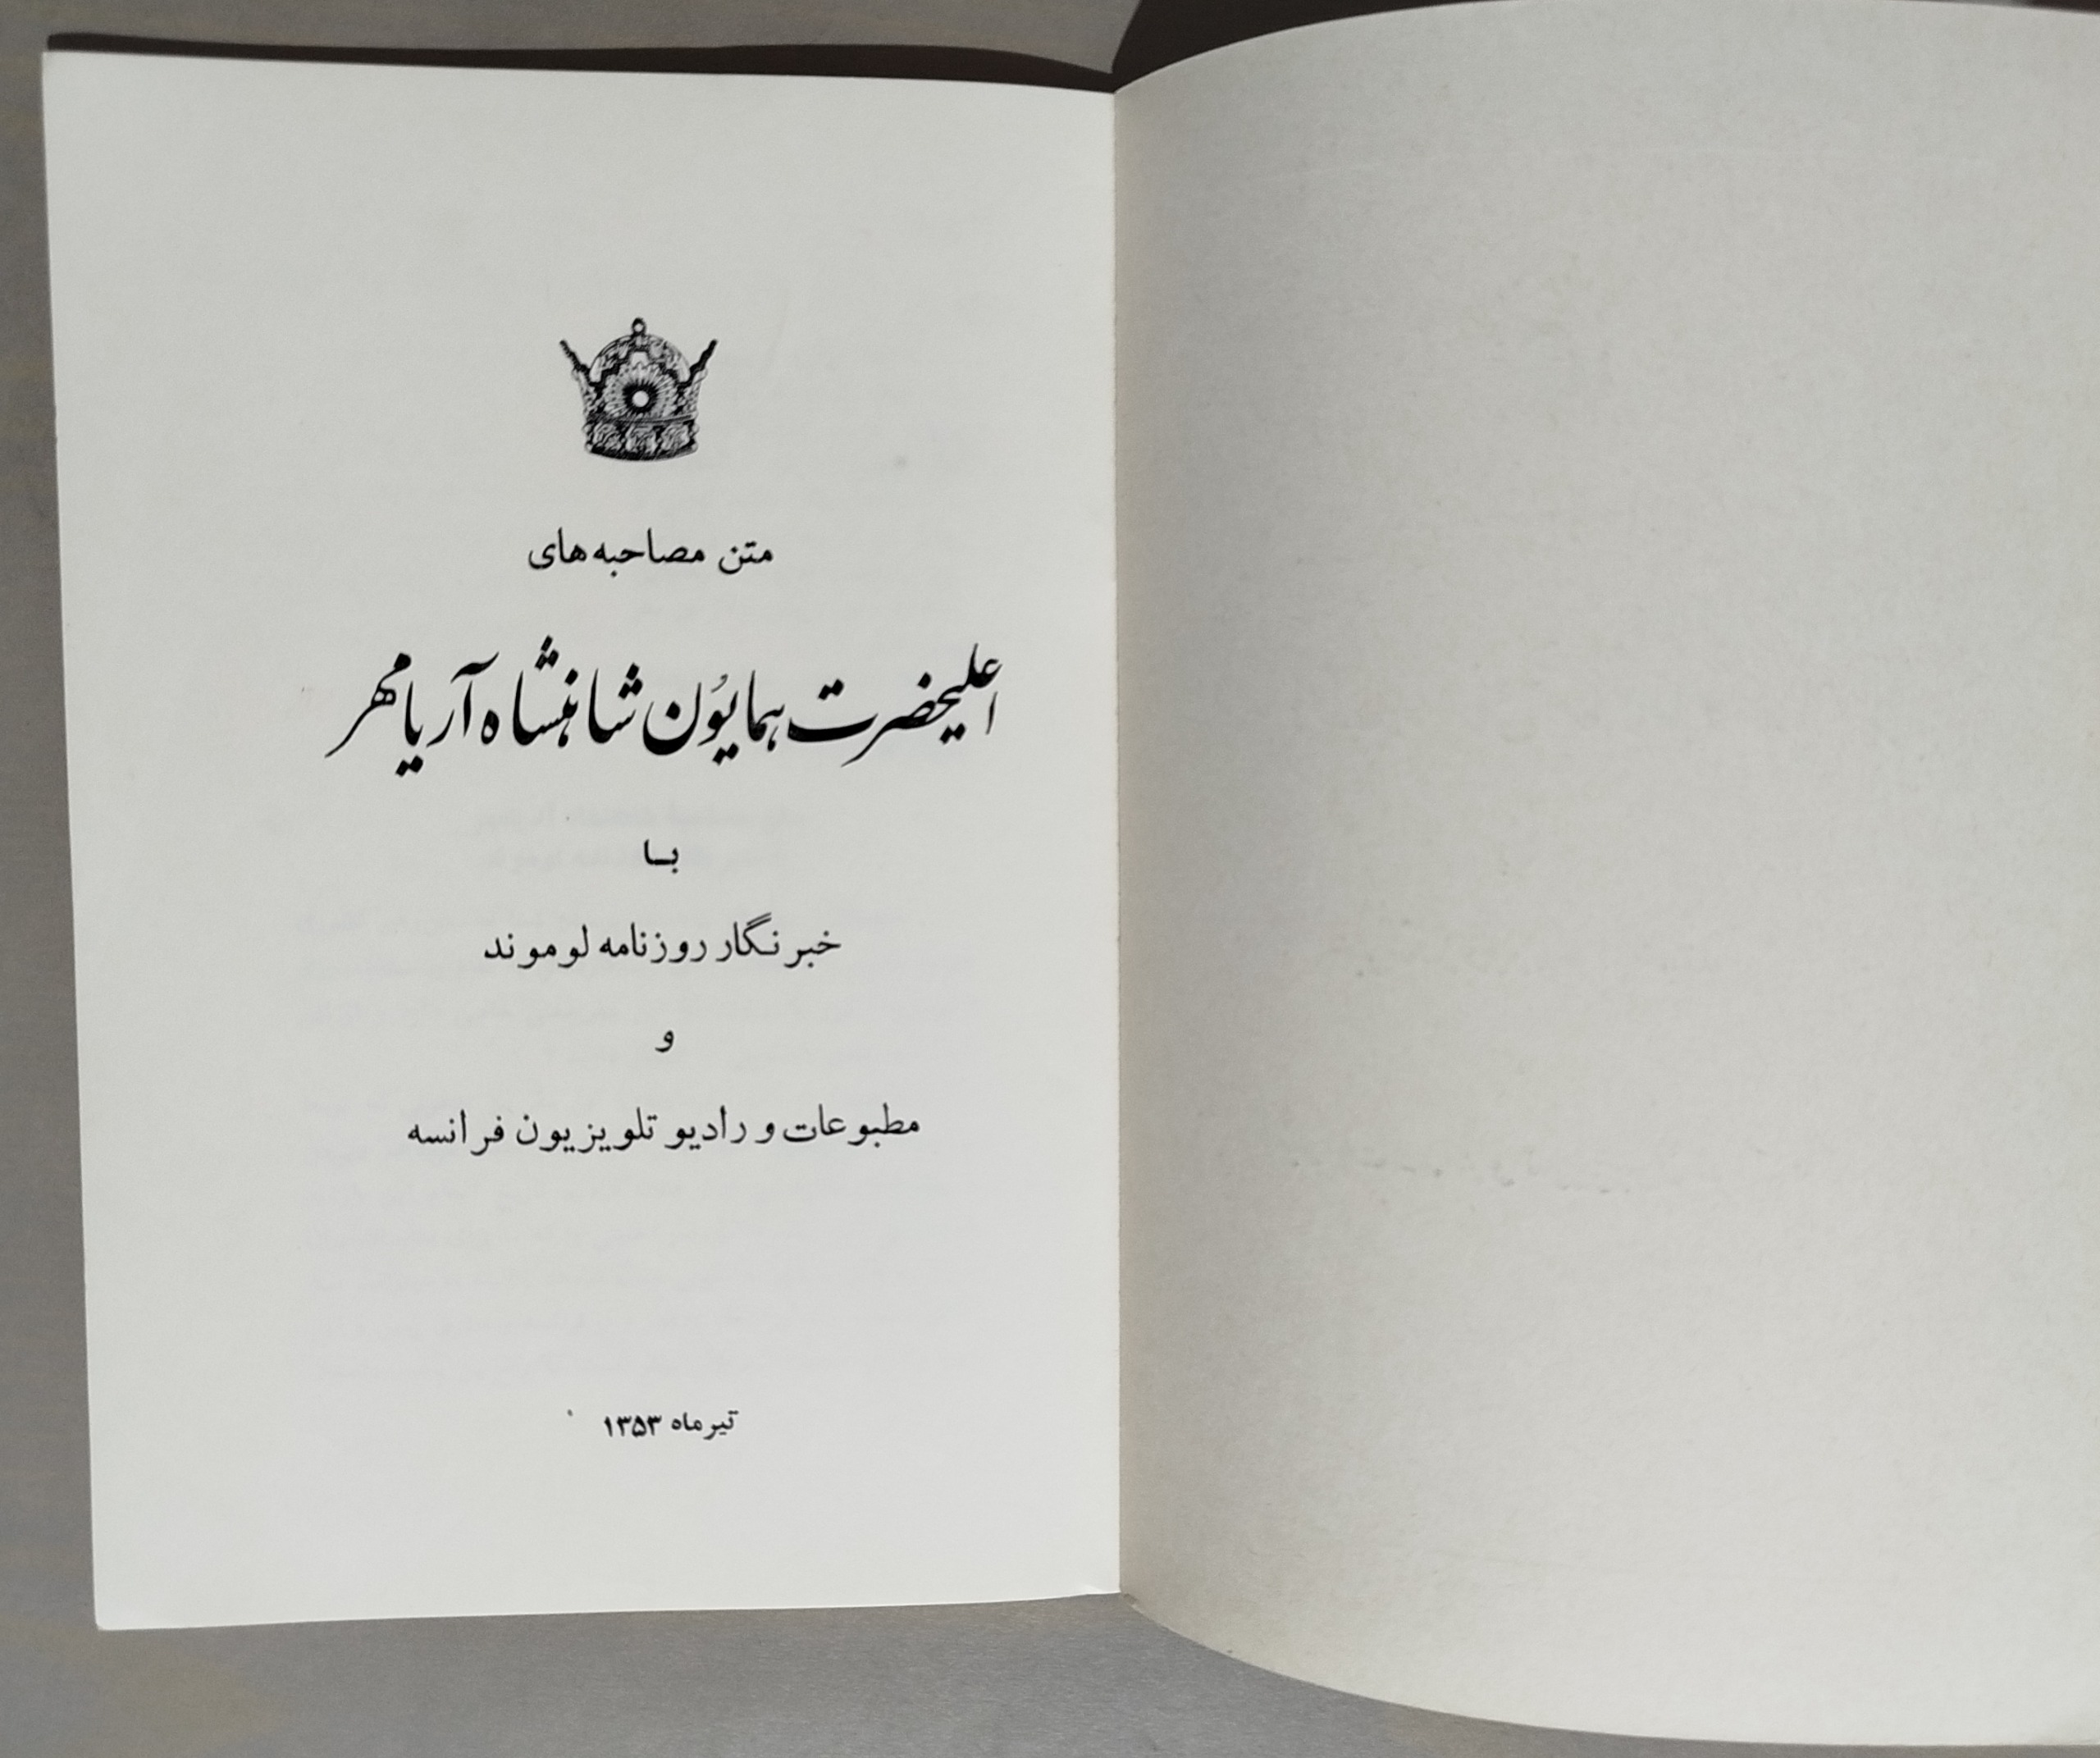 متن مصاحبه‌های
اعلیحضرت همایون شاهنشاه آریامهر
با
خبرنگار روزنامه لوموند
و
مطبوعات و رادیو تلویزیون فرانسه
تیرماه ۱۳۵۳